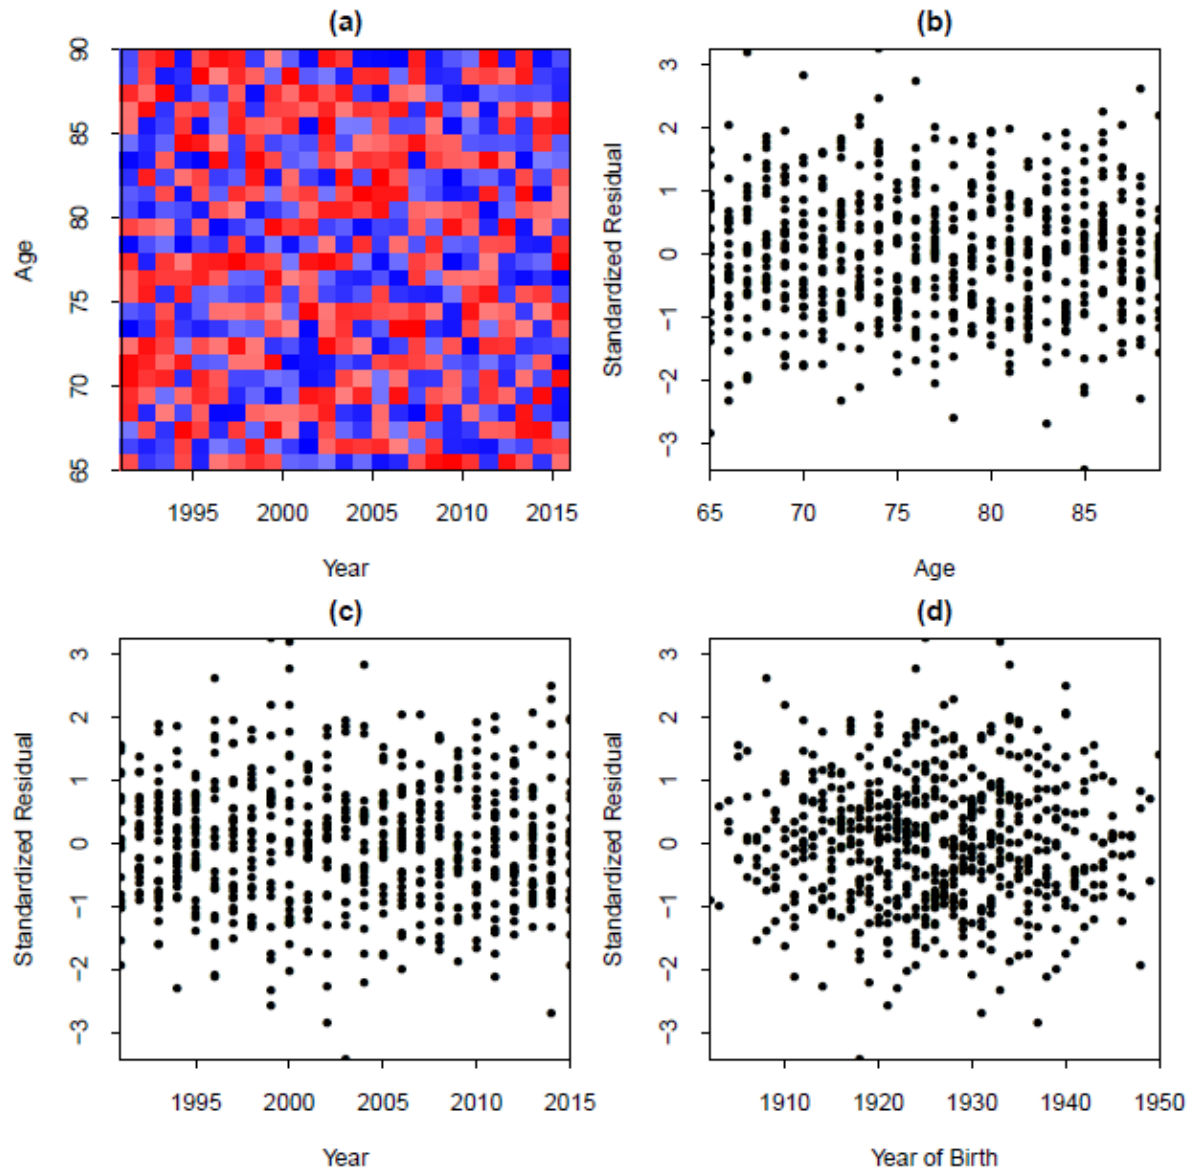 (a)
90
85
80
75
70
65
Age
1995 2000 2005 2010 2015
Year
(b)
3
2
1
0
−1
−2
−3
Standardized Residual
65 70 75 80 85
Age
(c)
3
2
1
0
−1
−2
−3
Standardized Residual
1995 2000 2005 2010 2015
Year
(d)
3
2
1
0
−1
−2
−3
Standardized Residual
1910 1920 1930 1940 1950
Year of Birth